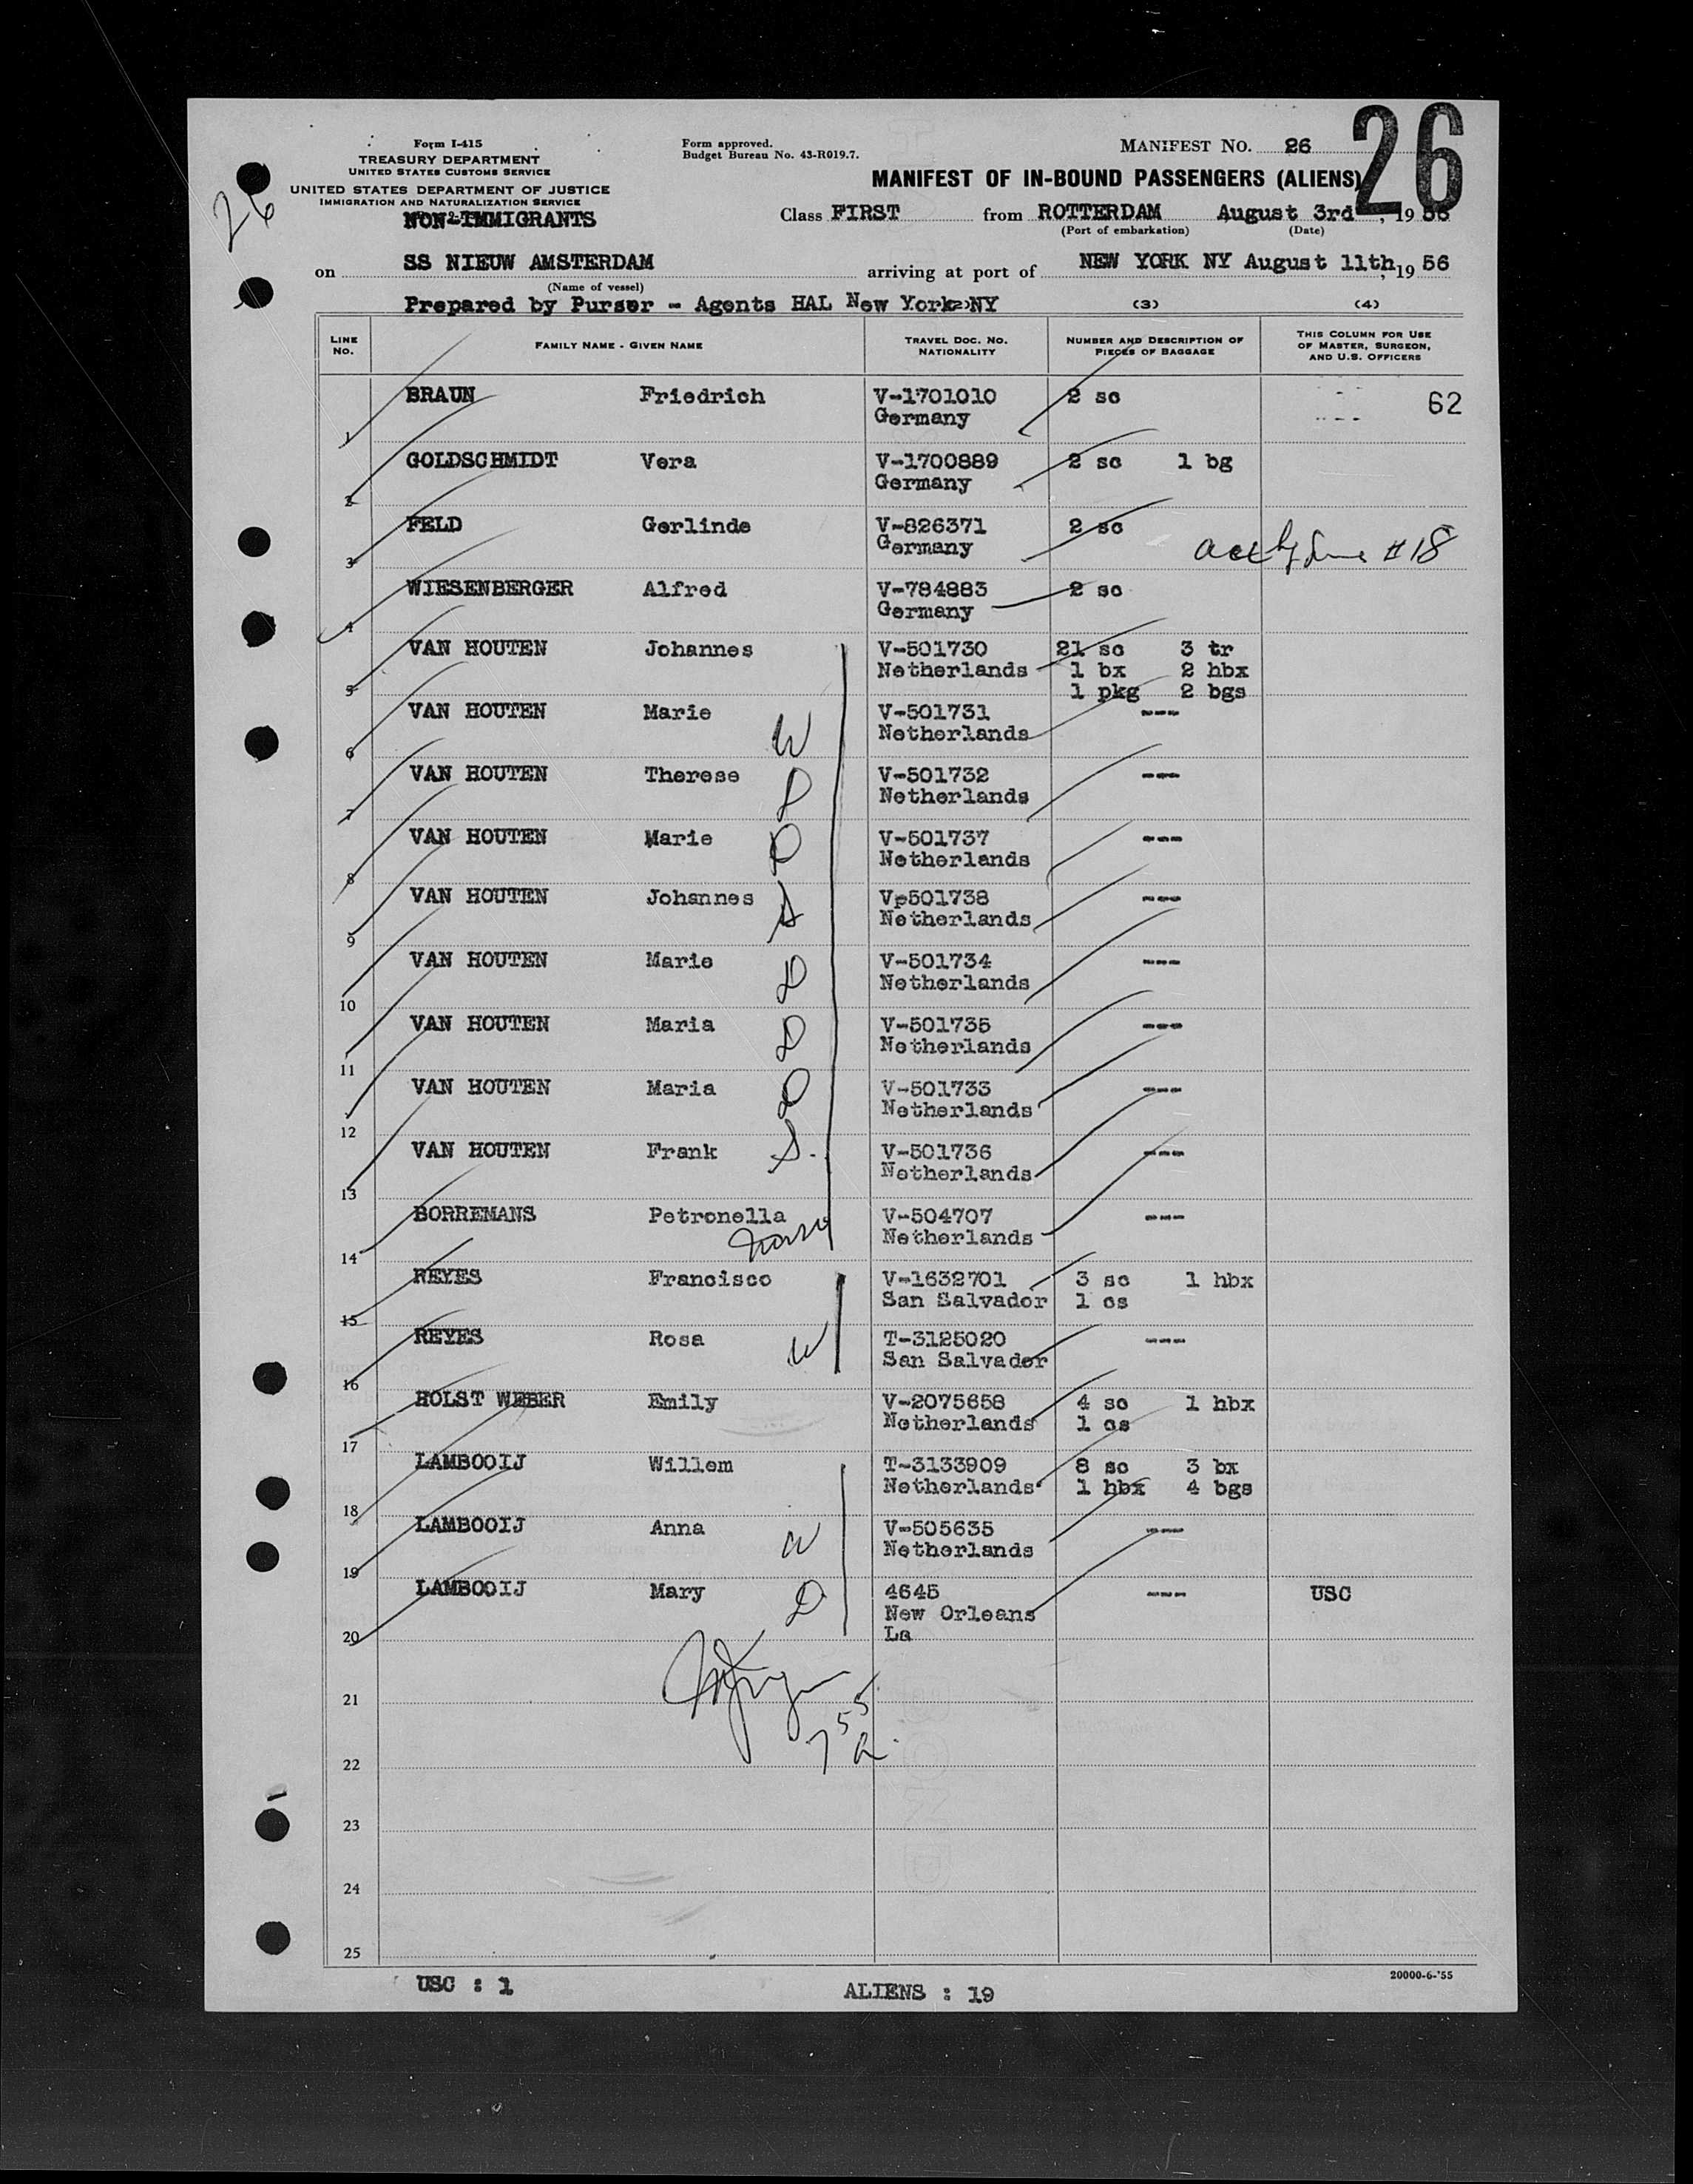 26
Form I-415
TREASURY DEPARTMENT
UNITED STATES CUSTOMS SERVICE
UNITED STATES DEPARTMENT OF JUSTICE
IMMIGRATION AND NATURALIZATION SERVICE
NON-IMMIGRANTS
Form approved.
Budget Bureau No. 43-R019.7.
MANIFEST NO. 26
26
MANIFEST OF IN-BOUND PASSENGERS (ALIENS)
Class FIRST from ROTTERDAM August 3rd, 1956
(Port of embarkation) (Date)
on SS NIEUW AMSTERDAM arriving at port of NEW YORK NY August 11th, 19 56
(Name of vessel)
Prepared by Purser - Agents HAL New York NY (3) (4)
LINE No. FAMILY NAME - GIVEN NAME TRAVEL DOC. NO. NATIONALITY NUMBER AND DESCRIPTION OF PIECES OF BAGGAGE THIS COLUMN FOR USE OF MASTER, SURGEON, AND U.S. OFFICERS
1 BRAUN Friedrich V-1701010 2 sc 62
Germany
2 GOLDSCHMIDT Vera V-1700889 2 sc 1 bg
Germany
3 FELD Gerlinde V-826371 2 sc
Germany #18
4 WIESENBERGER Alfred V-784883 2 sc
Germany
5 VAN HOUTEN Johannes V-501730 21 sc 3 tr
Netherlands 1 bx 2 hbx
1 pkg 2 bgs
6 VAN HOUTEN Marie W V-501731 ---
Netherlands
7 VAN HOUTEN Therese D V-501732 ---
Netherlands
8 VAN HOUTEN Marie D V-501737 ---
Netherlands
9 VAN HOUTEN Johannes S Vp501738 ---
Netherlands
10 VAN HOUTEN Marie D V-501734 ---
Netherlands
11 VAN HOUTEN Maria D V-501735 ---
Netherlands
12 VAN HOUTEN Maria D V-501733 ---
Netherlands
13 VAN HOUTEN Frank S. V-501736 ---
Netherlands
14 BORREMANS Petronella V-504707 ---
nurse Netherlands
15 REYES Francisco V-1632701 3 sc 1 hbx
San Salvador 1 cs
16 REYES Rosa W T-3125020 ---
San Salvador
17 HOLST WEBER Emily V-2075658 4 sc 1 hbx
Netherlands 1 cs
18 LAMBOOIJ Willem T-3133909 8 sc 3 bx
Netherlands 1 hbx 4 bgs
19 LAMBOOIJ Anna W V-505635 ---
Netherlands
20 LAMBOOIJ Mary D 4645 --- USC
New Orleans
La
21
755
22
23
24
25
20000-6-'55
USC : 1 ALIENS : 19